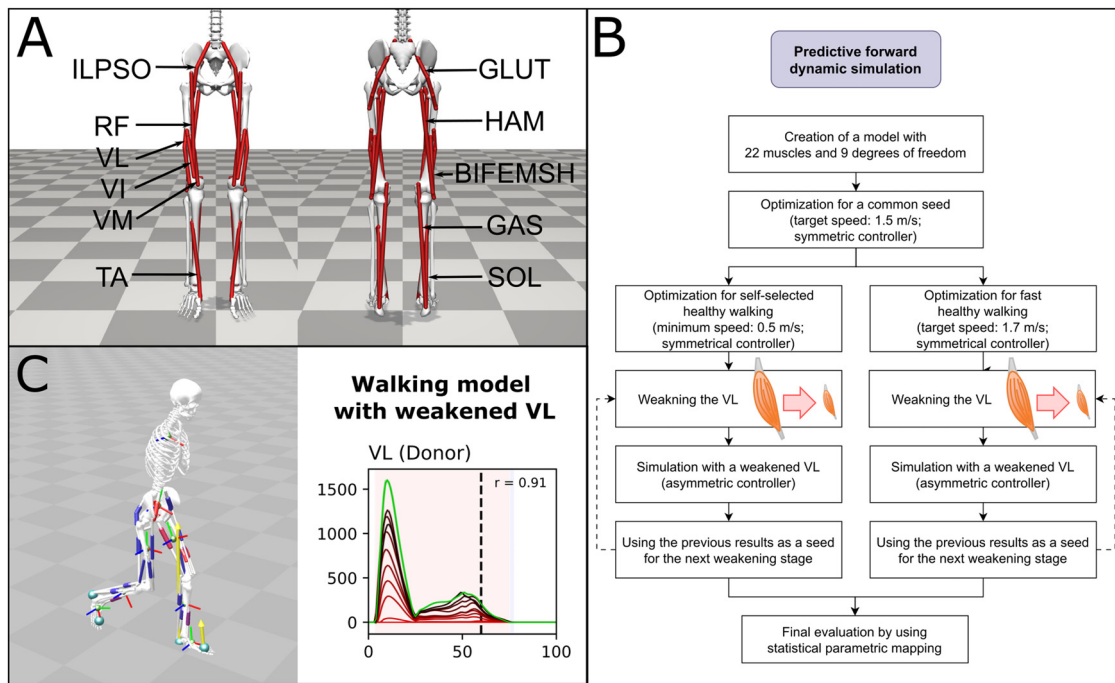 A
ILPSO
RF
VL
VI
VM
TA
GLUT
HAM
BIFEMSH
GAS
SOL
B
Predictive forward
dynamic simulation
Creation of a model with
22 muscles and 9 degrees of freedom
Optimization for a common seed
(target speed: 1.5 m/s;
symmetric controller)
Optimization for self-selected
healthy walking
(minimum speed: 0.5 m/s;
symmetrical controller)
Optimization for fast
healthy walking
(target speed: 1.7 m/s;
symmetrical controller)
Weakning the VL
Weakning the VL
Simulation with a weakened VL
(asymmetric controller)
Simulation with a weakened VL
(asymmetric controller)
Using the previous results as a seed
for the next weakening stage
Using the previous results as a seed
for the next weakening stage
Final evaluation by using
statistical parametric mapping
C
Walking model
with weakened VL
VL (Donor)
r = 0.91
1500
1000
500
0
0
50
100